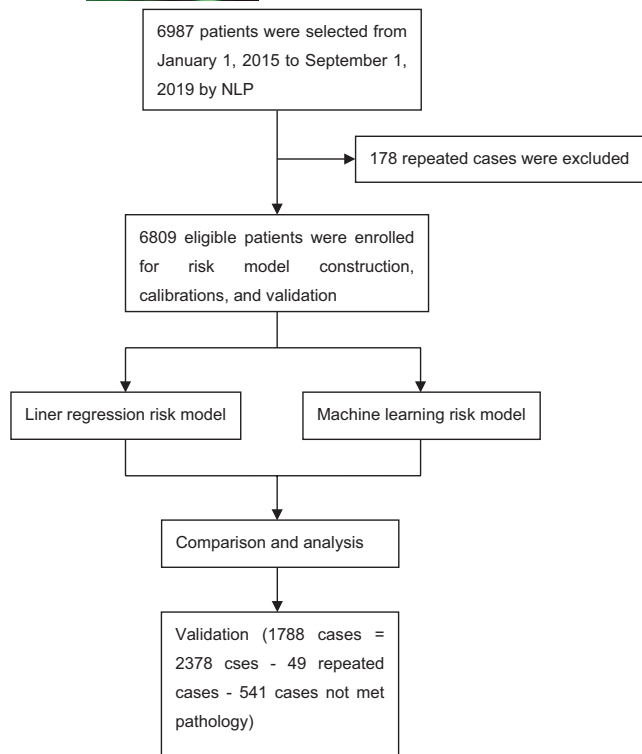 6987 patients were selected from
January 1, 2015 to September 1,
2019 by NLP
178 repeated cases were excluded
6809 eligible patients were enrolled
for risk model construction,
calibrations, and validation
Liner regression risk model
Machine learning risk model
Comparison and analysis
Validation (1788 cases =
2378 cses - 49 repeated
cases - 541 cases not met
pathology)